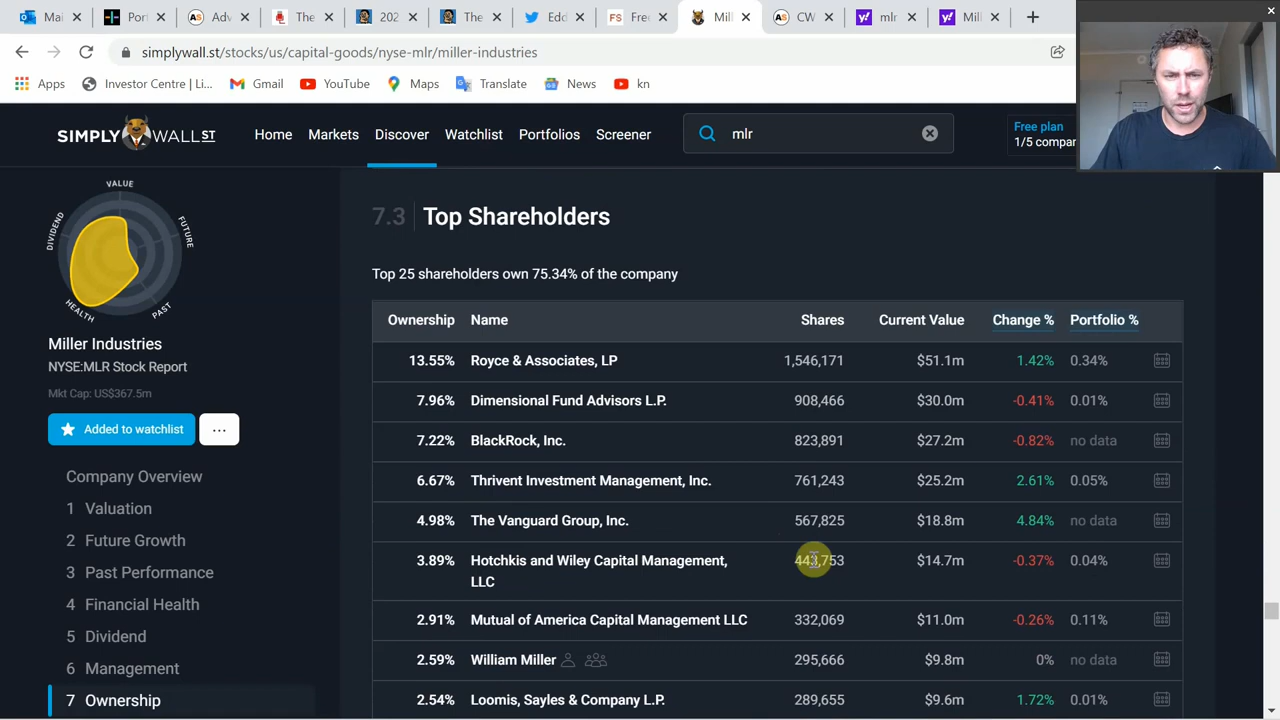 Mai
Port
Adv
The
202
The
Edd
Free
Mill
CW
mlr
Mill
simplywall.st/stocks/us/capital-goods/nyse-mlr/miller-industries
Apps
Investor Centre | Li...
Gmail
YouTube
Maps
Translate
News
kn
SIMPLY WALL ST
Home
Markets
Discover
Watchlist
Portfolios
Screener
mlr
Free plan
1/5 compar
VALUE
FUTURE
PAST
HEALTH
DIVIDEND
Miller Industries
NYSE:MLR Stock Report
Mkt Cap: US$367.5m
Added to watchlist
...
Company Overview
1 Valuation
2 Future Growth
3 Past Performance
4 Financial Health
5 Dividend
6 Management
7 Ownership
7.3 Top Shareholders
Top 25 shareholders own 75.34% of the company
Ownership Name Shares Current Value Change % Portfolio %
13.55% Royce & Associates, LP 1,546,171 $51.1m 1.42% 0.34%
7.96% Dimensional Fund Advisors L.P. 908,466 $30.0m -0.41% 0.01%
7.22% BlackRock, Inc. 823,891 $27.2m -0.82% no data
6.67% Thrivent Investment Management, Inc. 761,243 $25.2m 2.61% 0.05%
4.98% The Vanguard Group, Inc. 567,825 $18.8m 4.84% no data
3.89% Hotchkis and Wiley Capital Management, 443,753 $14.7m -0.37% 0.04%
LLC
2.91% Mutual of America Capital Management LLC 332,069 $11.0m -0.26% 0.11%
2.59% William Miller 295,666 $9.8m 0% no data
2.54% Loomis, Sayles & Company L.P. 289,655 $9.6m 1.72% 0.01%